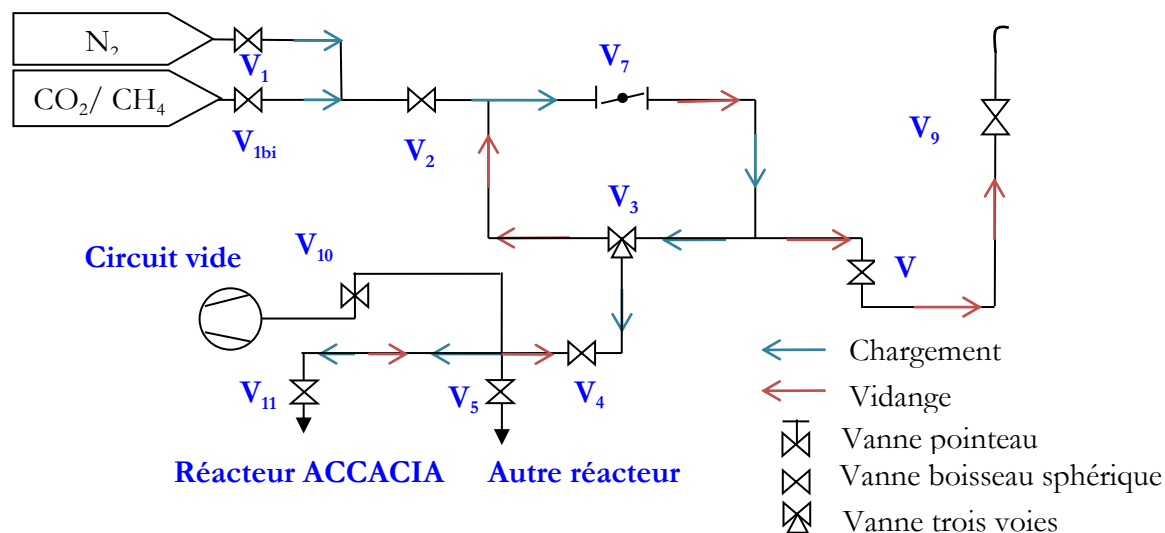 N₂
V₁
CO₂/ CH₄
V₁bi
V₂
V₇
V₉
V₃
V
Circuit vide
V₁₀
V₁₁
V₅
V₄
Réacteur ACCACIA
Autre réacteur
Chargement
Vidange
Vanne pointeau
Vanne boisseau sphérique
Vanne trois voies